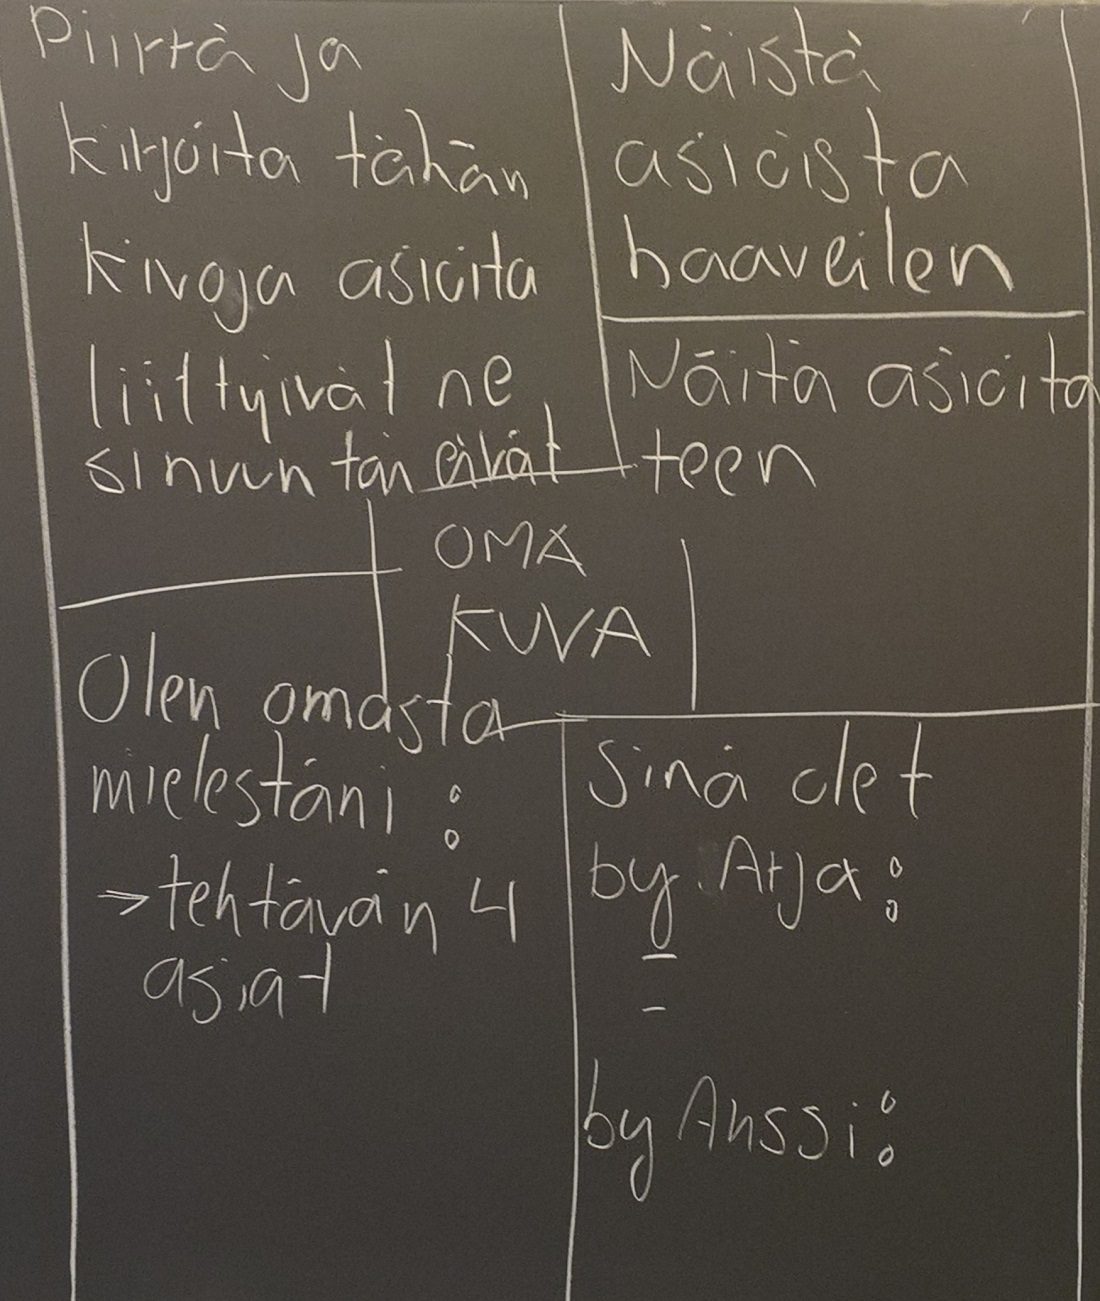 Piirrä ja
kirjoita tähän
kivoja asioita
liittyivät ne
sinuun tai eivät
Näistä
asioista
haaveilen
Näitä asioita
teen
OMA
KUVA
Olen omasta
mielestäni :
→ tehtävän 4
asiat
Sinä olet
by Arja :
-
-
by Anssi :